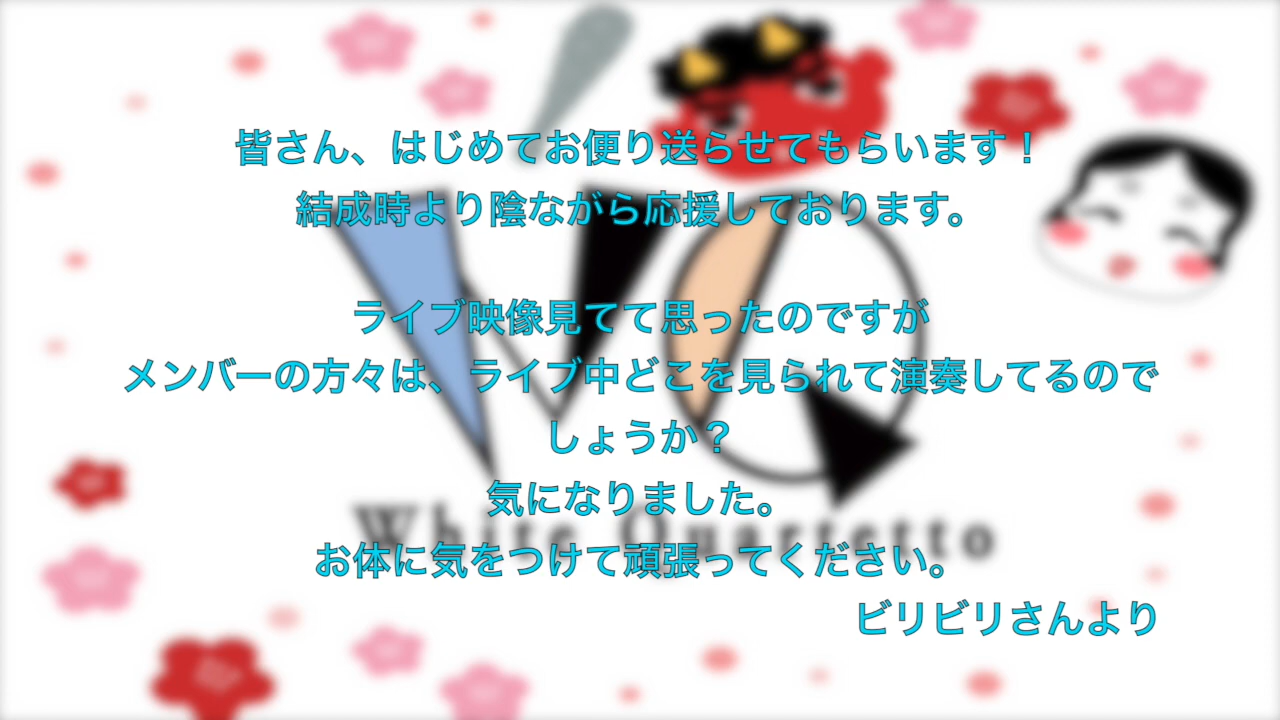 皆さん、はじめてお便り送らせてもらいます！
結成時より陰ながら応援しております。
ライブ映像見てて思ったのですが
メンバーの方々は、ライブ中どこを見られて演奏してるので
しょうか？
気になりました。
お体に気をつけて頑張ってください。
ビリビリさんより
White Quartetto